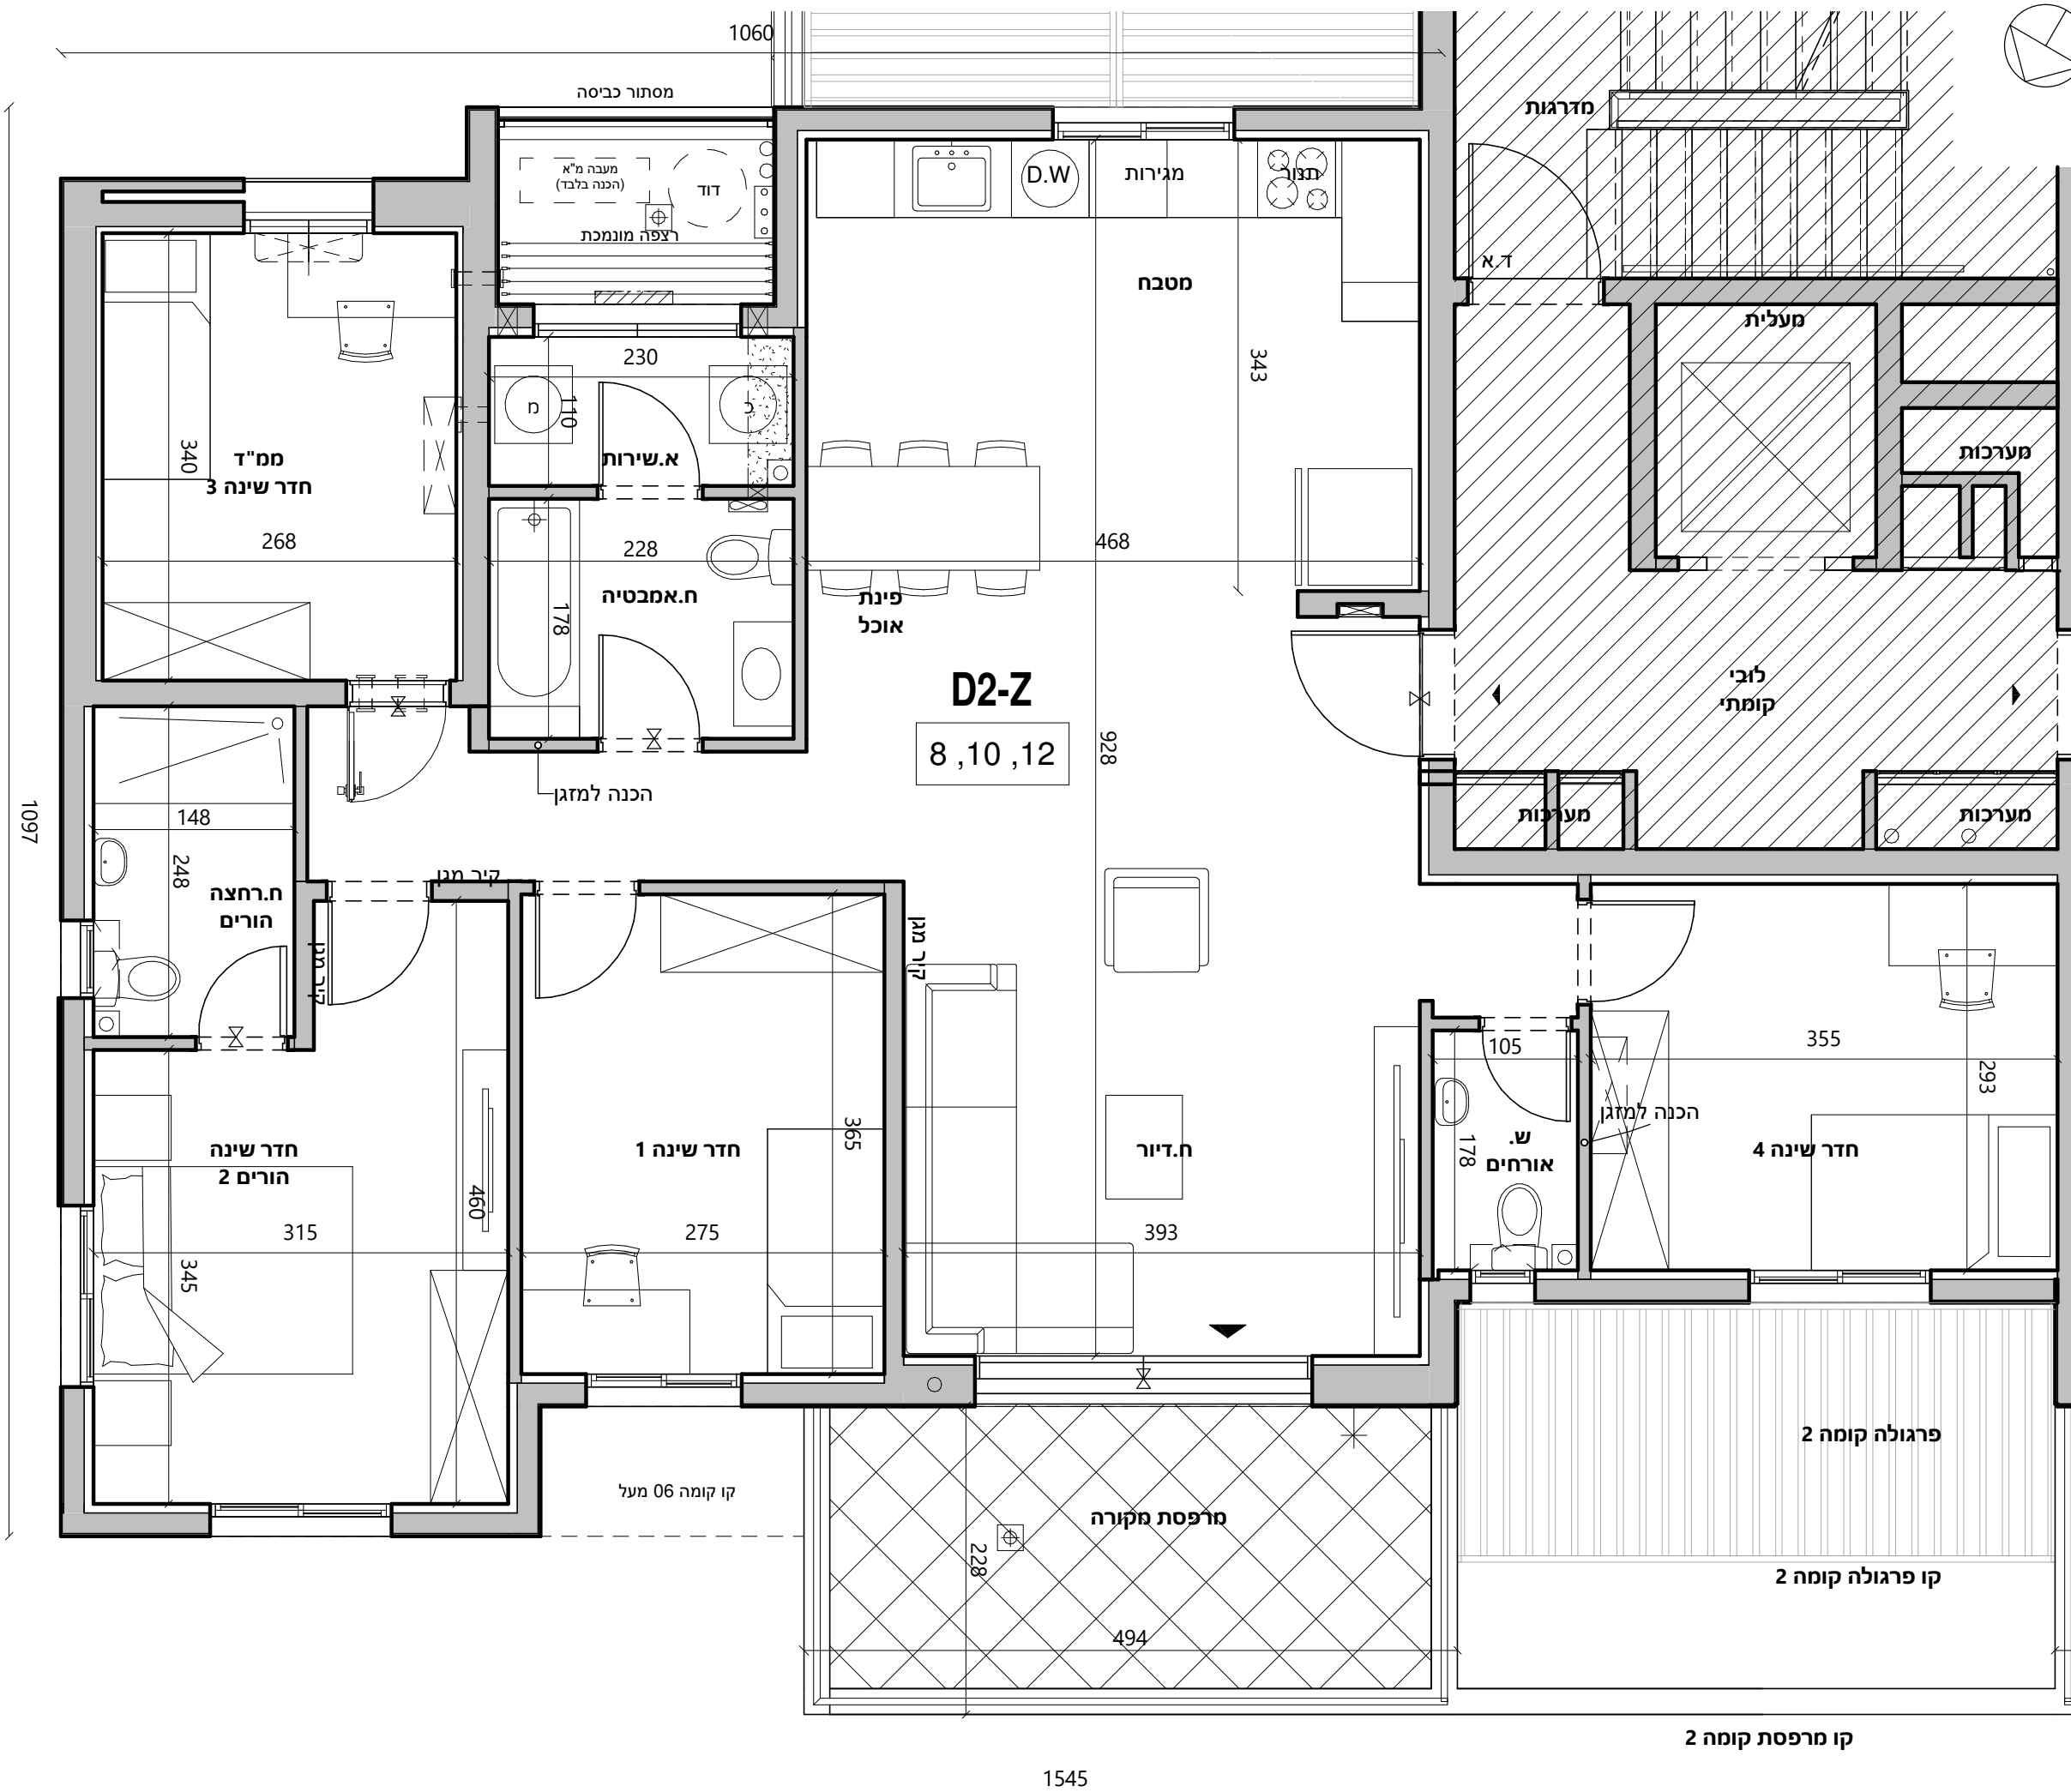 1060
מסתור כביסה
מדרגות
מעבה מ"א
(הכנה בלבד)
דוד
רצפה מונמכת
D.W
מגירות
תנור
ד.א
מטבח
מעלית
230
110
מ
כ
343
א.שירות
ממ"ד
חדר שינה 3
340
268
228
468
מערכות
ח.אמבטיה
178
פינת
אוכל
D2-Z
8 ,10 ,12
928
לובי
קומתי
הכנה למזגן
1097
148
248
מערכות
מערכות
קיר מגן
ח.רחצה
הורים
קיר מגן
קיר מגן
105
355
293
הכנה למזגן
חדר שינה
הורים 2
460
315
345
חדר שינה 1
365
275
ח.דיור
393
178
ש.
אורחים
חדר שינה 4
פרגולה קומה 2
קו קומה 06 מעל
מרפסת מקורה
228
494
קו פרגולה קומה 2
קו מרפסת קומה 2
1545